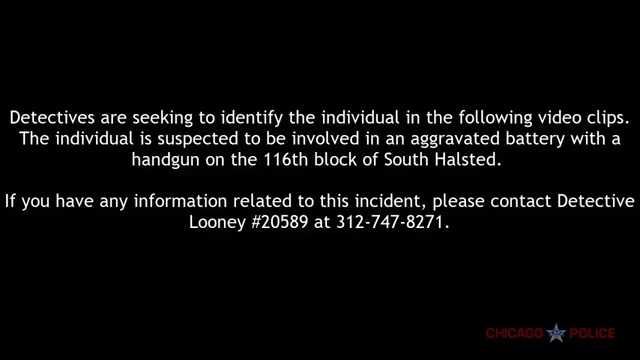 Detectives are seeking to identify the individual in the following video clips.
The individual is suspected to be involved in an aggravated battery with a
handgun on the 116th block of South Halsted.
If you have any information related to this incident, please contact Detective
Looney #20589 at 312-747-8271.
CHICAGO POLICE